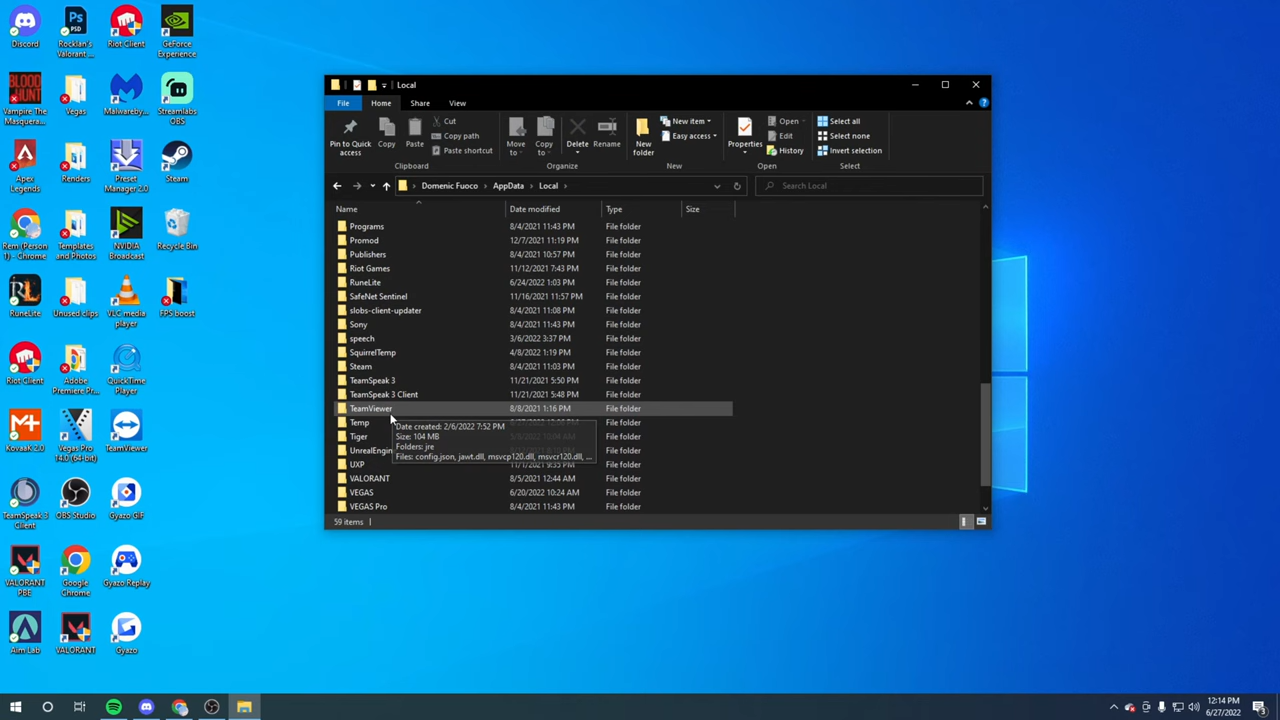 Discord
Rocklan's Valorant ...
Riot Client
GeForce Experience
Vampire The Masquera...
Vegas
Malwareby...
Streamlabs OBS
Apex Legends
Renders
Preset Manager 2.0
Steam
Rem (Person 1) - Chrome
Templates and Photos
NVIDIA Broadcast
Recycle Bin
RuneLite
Unused clips
VLC media player
FPS boost
Riot Client
Adobe Premiere Pr...
QuickTime Player
KovaaK 2.0
Vegas Pro 14.0 (64-bit)
TeamViewer
TeamSpeak 3 Client
OBS Studio
Gyazo GIF
VALORANT PBE
Google Chrome
Gyazo Replay
Aim Lab
VALORANT
Gyazo
Local
File
Home
Share
View
Pin to Quick access
Copy
Paste
Cut
Copy path
Paste shortcut
Clipboard
Move to
Copy to
Delete
Rename
Organize
New folder
New item
Easy access
New
Properties
Open
Edit
History
Open
Select all
Select none
Invert selection
Select
Domenic Fuoco > AppData > Local >
Search Local
Name Date modified Type Size
Programs 8/4/2021 11:43 PM File folder
Promod 12/7/2021 11:19 PM File folder
Publishers 8/4/2021 10:57 PM File folder
Riot Games 11/12/2021 7:43 PM File folder
RuneLite 6/24/2022 1:03 PM File folder
SafeNet Sentinel 11/16/2021 11:57 PM File folder
slobs-client-updater 8/4/2021 11:08 PM File folder
Sony 8/4/2021 11:43 PM File folder
speech 3/6/2022 3:37 PM File folder
SquirrelTemp 4/8/2022 1:19 PM File folder
Steam 8/4/2021 11:03 PM File folder
TeamSpeak 3 11/21/2021 5:50 PM File folder
TeamSpeak 3 Client 11/21/2021 5:48 PM File folder
TeamViewer 8/8/2021 1:16 PM File folder
Temp File folder
Tiger File folder
UnrealEngin File folder
UXP File folder
Date created: 2/6/2022 7:52 PM
Size: 104 MB
Folders: jre
Files: config.json, jawt.dll, msvcp120.dll, msvcr120.dll, ...
VALORANT 8/5/2021 12:44 AM File folder
VEGAS 6/20/2022 10:24 AM File folder
VEGAS Pro 8/4/2021 11:43 PM File folder
59 items
12:14 PM
6/27/2022
3